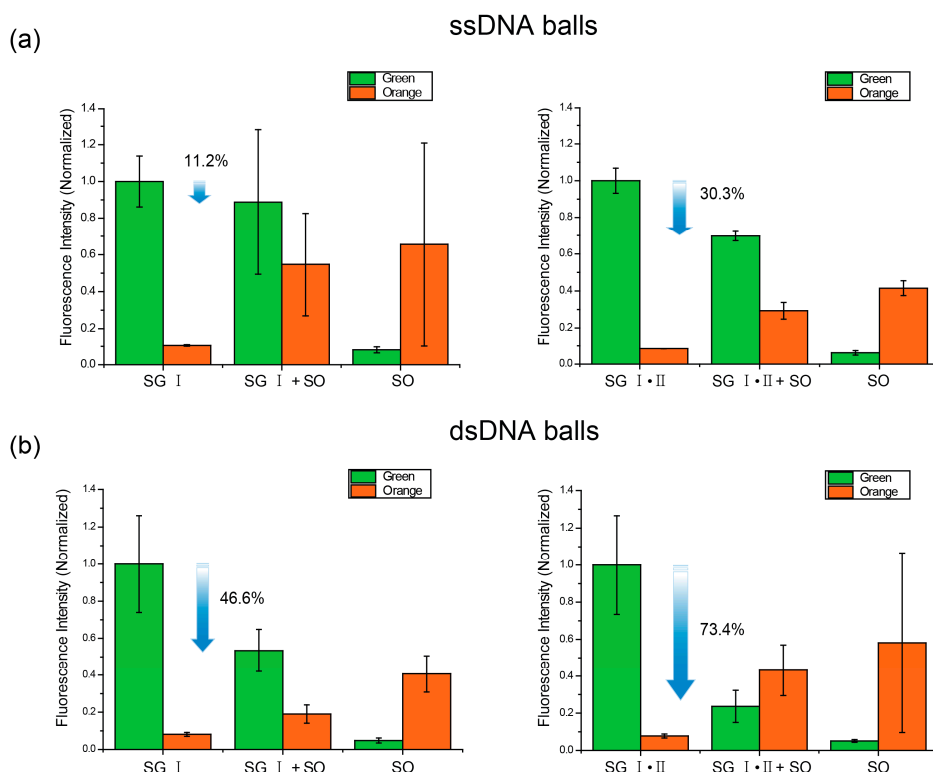 (a)
ssDNA balls
Green
Orange
Fluorescence Intensity (Normalized)
1.4
1.2
1.0
0.8
0.6
0.4
0.2
0.0
11.2%
SG Ⅰ
SG Ⅰ + SO
SO
Green
Orange
Fluorescence Intensity (Normalized)
1.4
1.2
1.0
0.8
0.6
0.4
0.2
0.0
30.3%
SG Ⅰ • Ⅱ
SG Ⅰ • Ⅱ + SO
SO
(b)
dsDNA balls
Green
Orange
Fluorescence Intensity (Normalized)
1.4
1.2
1.0
0.8
0.6
0.4
0.2
0.0
46.6%
SG Ⅰ
SG Ⅰ + SO
SO
Green
Orange
Fluorescence Intensity (Normalized)
1.4
1.2
1.0
0.8
0.6
0.4
0.2
0.0
73.4%
SG Ⅰ • Ⅱ
SG Ⅰ • Ⅱ + SO
SO